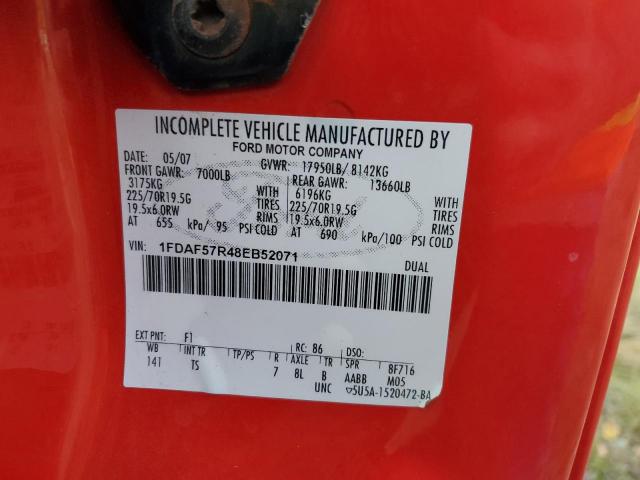 INCOMPLETE VEHICLE MANUFACTURED BY
FORD MOTOR COMPANY
DATE: 05/07 GVWR: 17950LB/ 8142KG
FRONT GAWR: 7000LB REAR GAWR: 13660LB
3175KG WITH 6196KG WITH
225/70R19.5G TIRES 225/70R19.5G TIRES
19.5x6.0RW RIMS 19.5x6.0RW RIMS
AT 655 kPa/ 95 PSI COLD AT 690 kPa/100 PSI COLD
VIN: 1FDAF57R48EB52071 DUAL
EXT PNT: F1 RC: 86 DSO:
WB INT TR TP/PS R AXLE TR SPR 8F716
141 TS 7 8L B AABB M05
UNC ▽5U5A-1520472-BA